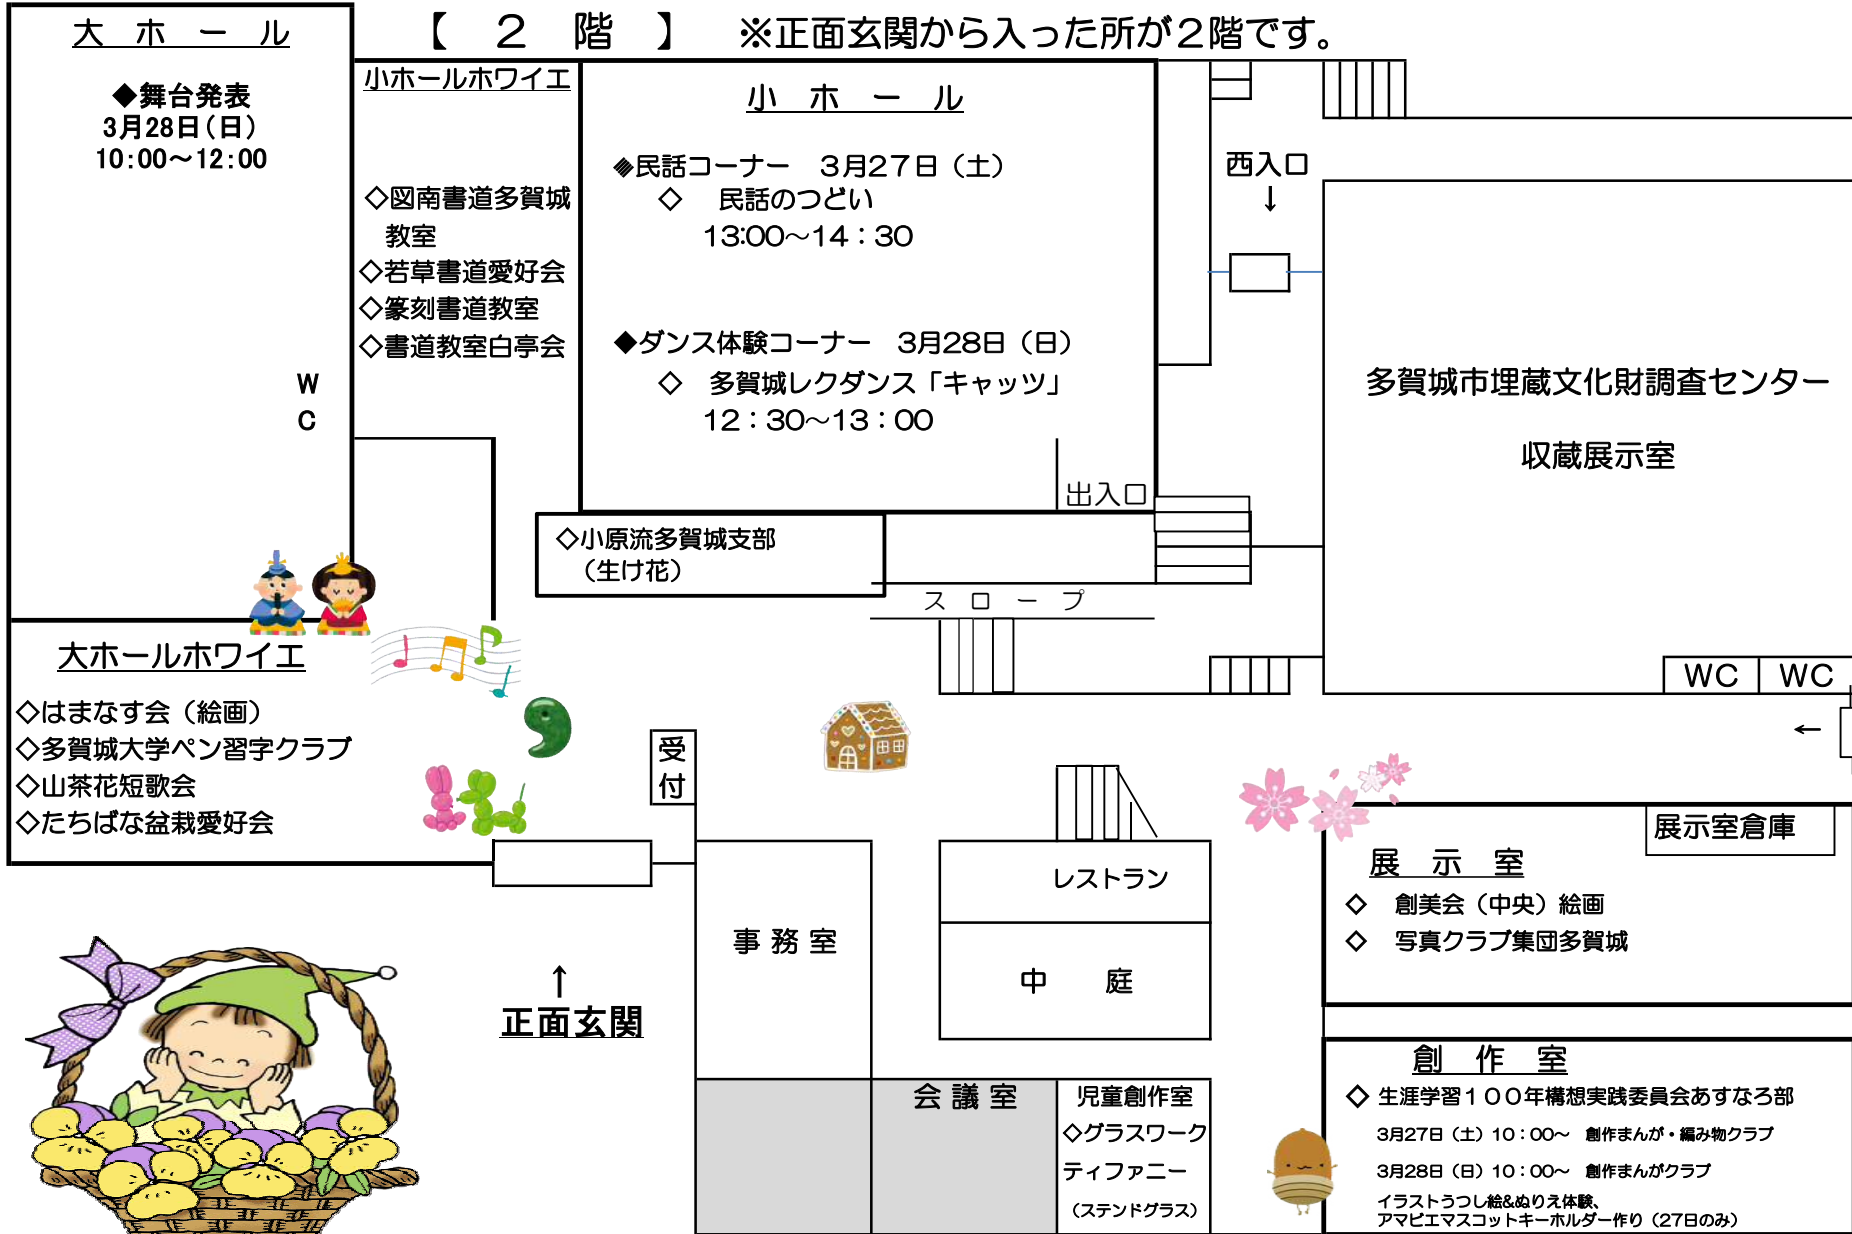 【　２　階　】　※正面玄関から入った所が２階です。
大　ホ　ー　ル
◆舞台発表
3月28日(日)
10:00～12:00
W
C
小ホールホワイエ
◇図南書道多賀城
教室
◇若草書道愛好会
◇篆刻書道教室
◇書道教室白亭会
小　ホ　ー　ル
◆民話コーナー　3月27日（土）
◇　民話のつどい
13:00～14：30
◆ダンス体験コーナー　3月28日（日）
◇　多賀城レクダンス「キャッツ」
12：30～13：00
出入口
西入口
↓
多賀城市埋蔵文化財調査センター
収蔵展示室
WC
WC
←
◇小原流多賀城支部
（生け花）
ス　ロ　ー　プ
大ホールホワイエ
◇はまなす会（絵画）
◇多賀城大学ペン習字クラブ
◇山茶花短歌会
◇たちばな盆栽愛好会
受
付
↑
正面玄関
事 務 室
レストラン
中　　庭
会 議 室
児童創作室
◇グラスワーク
ティファニー
（ステンドグラス）
展示室倉庫
展　示　室
◇　創美会（中央）絵画
◇　写真クラブ集団多賀城
創　作　室
◇ 生涯学習１００年構想実践委員会あすなろ部
3月27日（土）10：00～　創作まんが・編み物クラブ
3月28日（日）10：00～　創作まんがクラブ
イラストうつし絵&ぬりえ体験、
アマビエマスコットキーホルダー作り（27日のみ）